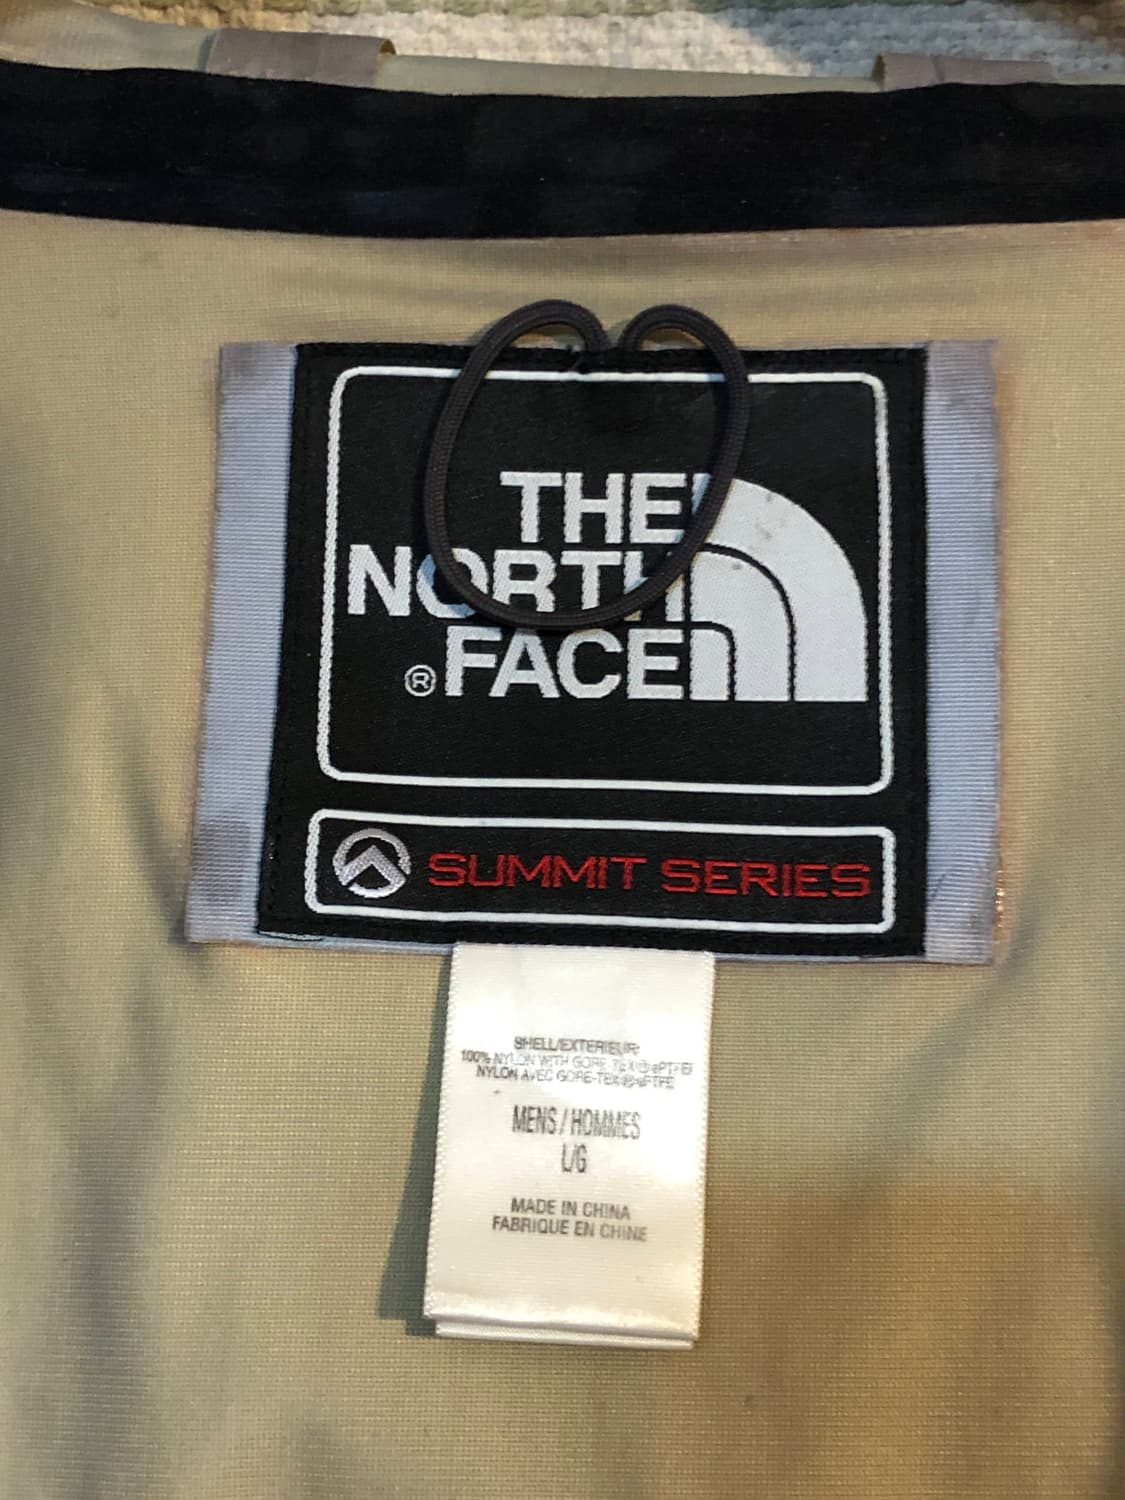 THE
NORTH
® FACE
SUMMIT SERIES
SHELL/EXTERIEUR:
100% NYLON WITH GORE-TEX® ePTFE/
NYLON AVEC GORE-TEX® ePTFE
MENS / HOMMES
L/G
MADE IN CHINA
FABRIQUE EN CHINE